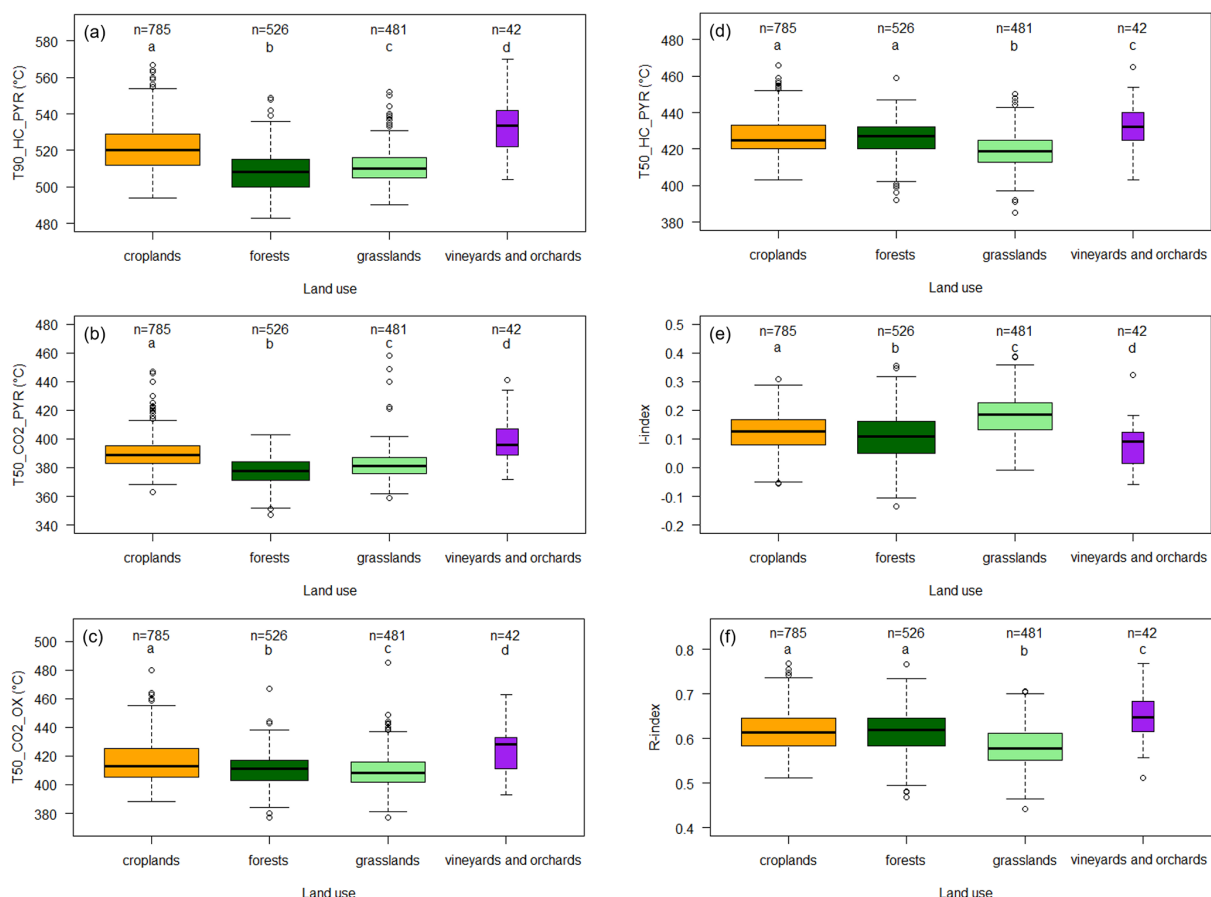 (a)
n=785 n=526 n=481 n=42
a b c d
T90_HC_PYR (°C)
580
560
540
520
500
480
croplands forests grasslands vineyards and orchards
Land use
(d)
n=785 n=526 n=481 n=42
a a b c
T50_HC_PYR (°C)
480
460
440
420
400
380
croplands forests grasslands vineyards and orchards
Land use
(b)
n=785 n=526 n=481 n=42
a b c d
T50_CO2_PYR (°C)
480
460
440
420
400
380
360
340
croplands forests grasslands vineyards and orchards
Land use
(e)
n=785 n=526 n=481 n=42
a b c d
I-index
0.5
0.4
0.3
0.2
0.1
0.0
-0.1
-0.2
croplands forests grasslands vineyards and orchards
Land use
(c)
n=785 n=526 n=481 n=42
a b c d
T50_CO2_OX (°C)
500
480
460
440
420
400
380
croplands forests grasslands vineyards and orchards
Land use
(f)
n=785 n=526 n=481 n=42
a a b c
R-index
0.8
0.7
0.6
0.5
0.4
croplands forests grasslands vineyards and orchards
Land use